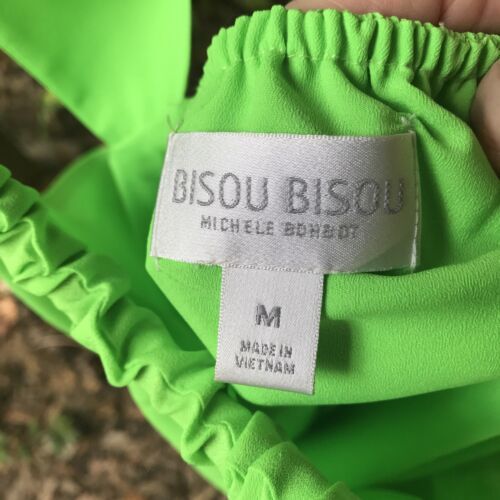 BISOU BISOU
MICHELE BOHBOT
M
MADE IN
VIETNAM